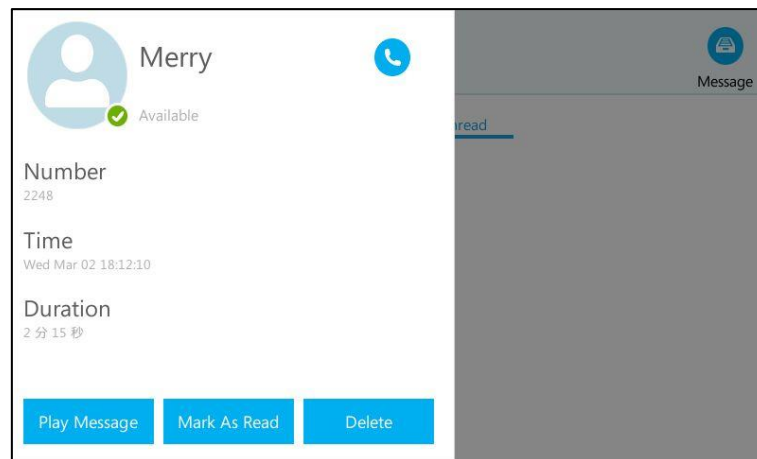 Merry
Available
Message
Number
2248
Time
Wed Mar 02 18:12:10
Duration
2 分 15 秒
Play Message
Mark As Read
Delete